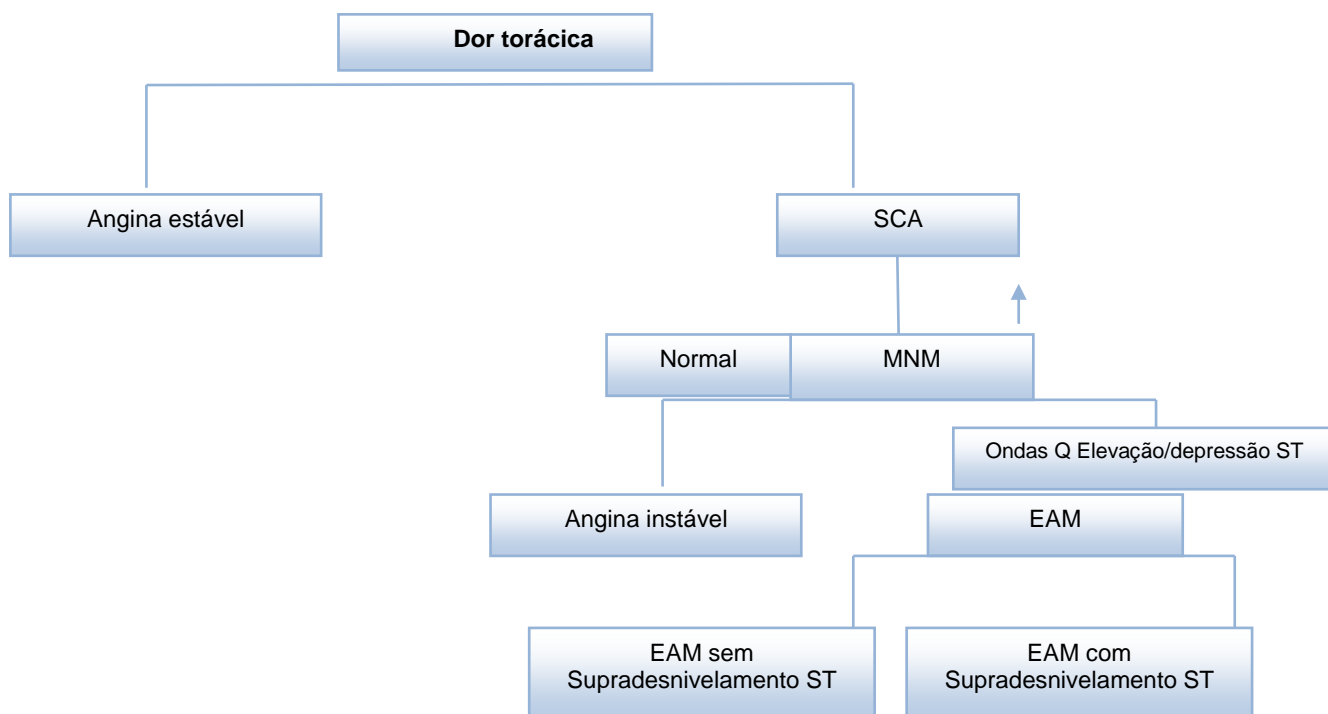 Dor torácica
Angina estável
SCA
Normal
MNM
Ondas Q Elevação/depressão ST
Angina instável
EAM
EAM sem
Supradesnivelamento ST
EAM com
Supradesnivelamento ST